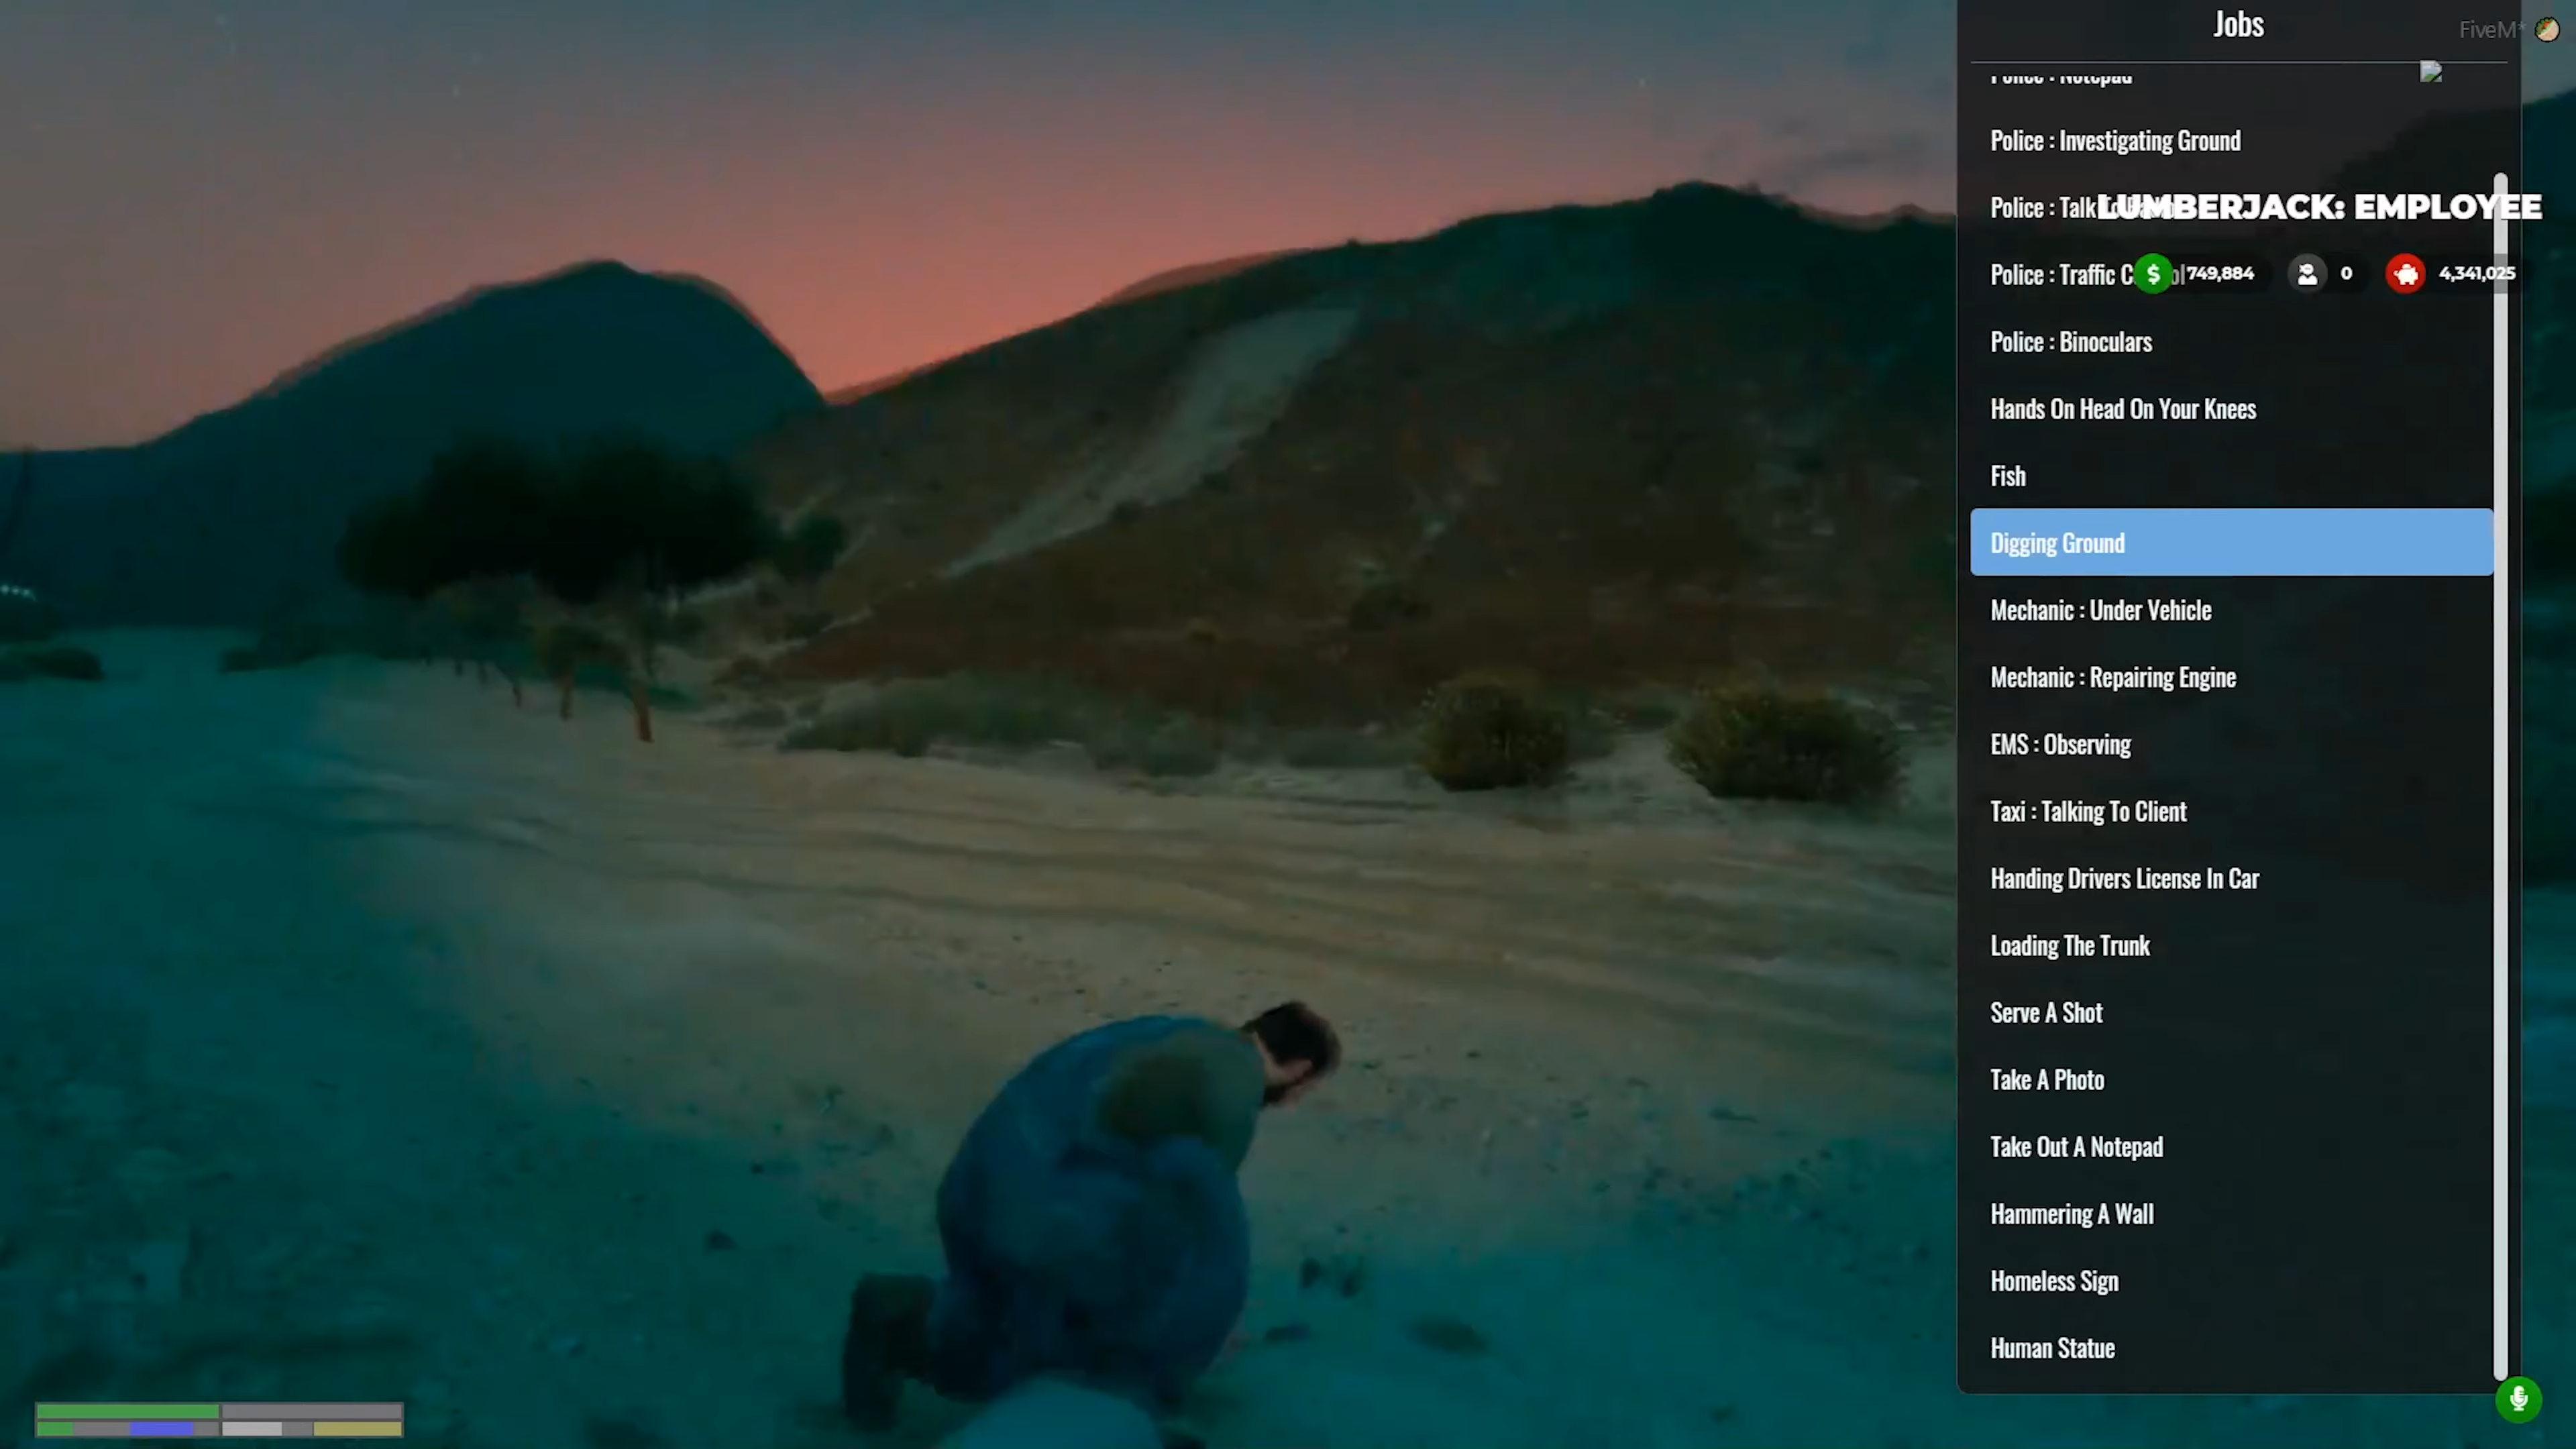 Jobs
FiveM*
Police : Notepad
Police : Investigating Ground
Police : Talk
LUMBERJACK: EMPLOYEE
Police : Traffic
749,884
0
4,341,025
Police : Binoculars
Hands On Head On Your Knees
Fish
Digging Ground
Mechanic : Under Vehicle
Mechanic : Repairing Engine
EMS : Observing
Taxi : Talking To Client
Handing Drivers License In Car
Loading The Trunk
Serve A Shot
Take A Photo
Take Out A Notepad
Hammering A Wall
Homeless Sign
Human Statue